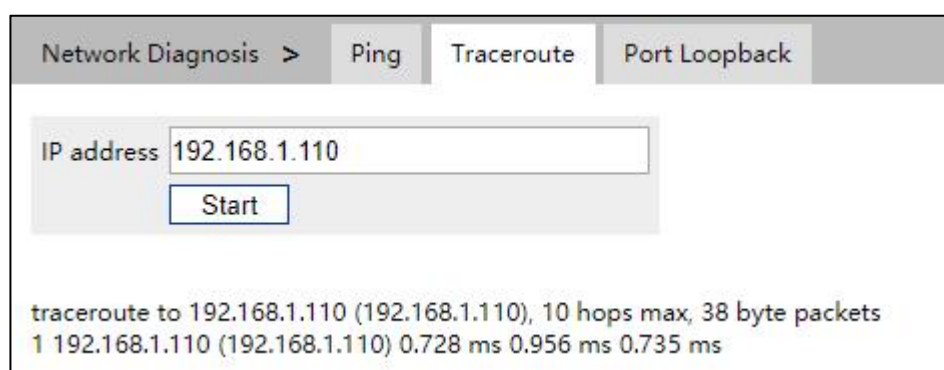 Network Diagnosis > Ping Traceroute Port Loopback
IP address 192.168.1.110
Start
traceroute to 192.168.1.110 (192.168.1.110), 10 hops max, 38 byte packets
1 192.168.1.110 (192.168.1.110) 0.728 ms 0.956 ms 0.735 ms